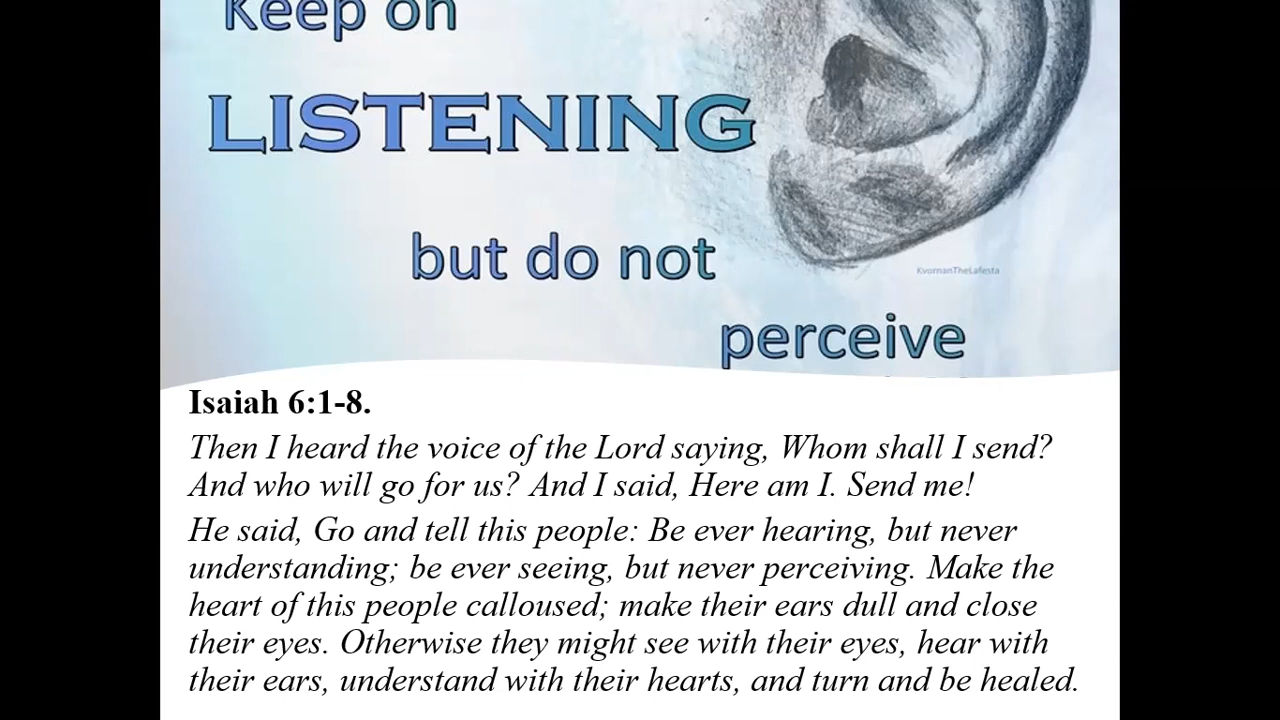 Keep on
LISTENING
but do not
KvornanTheLafesta
perceive
Isaiah 6:1-8.
Then I heard the voice of the Lord saying, Whom shall I send?
And who will go for us? And I said, Here am I. Send me!
He said, Go and tell this people: Be ever hearing, but never
understanding; be ever seeing, but never perceiving. Make the
heart of this people calloused; make their ears dull and close
their eyes. Otherwise they might see with their eyes, hear with
their ears, understand with their hearts, and turn and be healed.